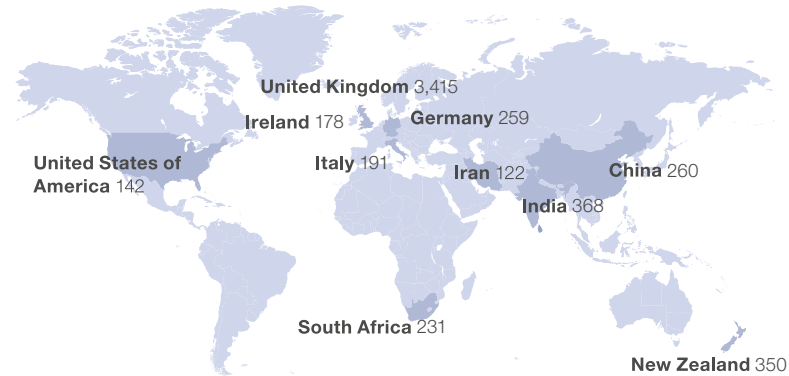 United Kingdom 3,415
Ireland 178
Germany 259
United States of
America 142
Italy 191
Iran 122
China 260
India 368
South Africa 231
New Zealand 350